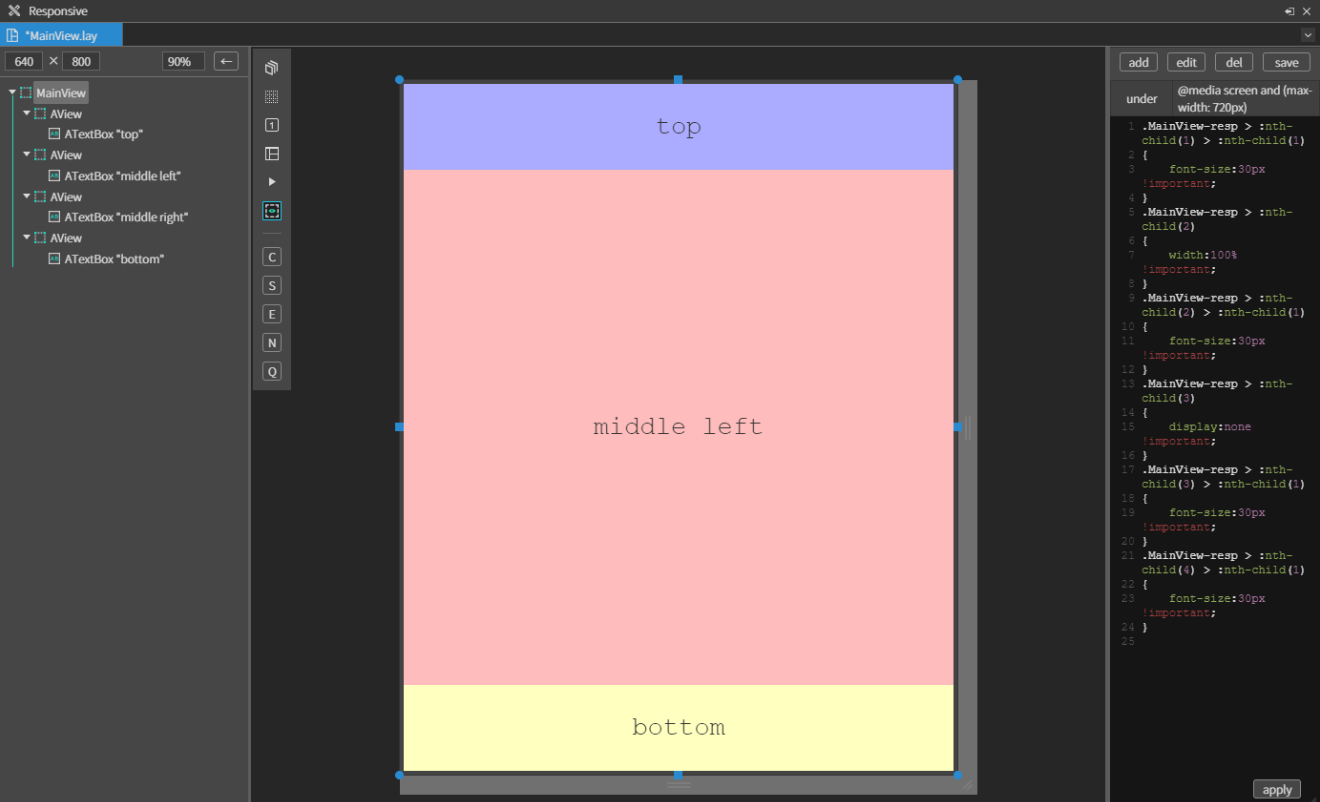 Responsive
*MainView.lay
640 × 800 90% ←
MainView
AView
ATextBox "top"
AView
ATextBox "middle left"
AView
ATextBox "middle right"
AView
ATextBox "bottom"
1
C
S
E
N
Q
top
middle left
bottom
add edit del save
under
@media screen and (max-
width: 720px)
1 .MainView-resp > :nth-
child(1) > :nth-child(1)
2 {
3 font-size:30px
!important;
4 }
5 .MainView-resp > :nth-
child(2)
6 {
7 width:100%
!important;
8 }
9 .MainView-resp > :nth-
child(2) > :nth-child(1)
10 {
11 font-size:30px
!important;
12 }
13 .MainView-resp > :nth-
child(3)
14 {
15 display:none
!important;
16 }
17 .MainView-resp > :nth-
child(3) > :nth-child(1)
18 {
19 font-size:30px
!important;
20 }
21 .MainView-resp > :nth-
child(4) > :nth-child(1)
22 {
23 font-size:30px
!important;
24 }
25
apply